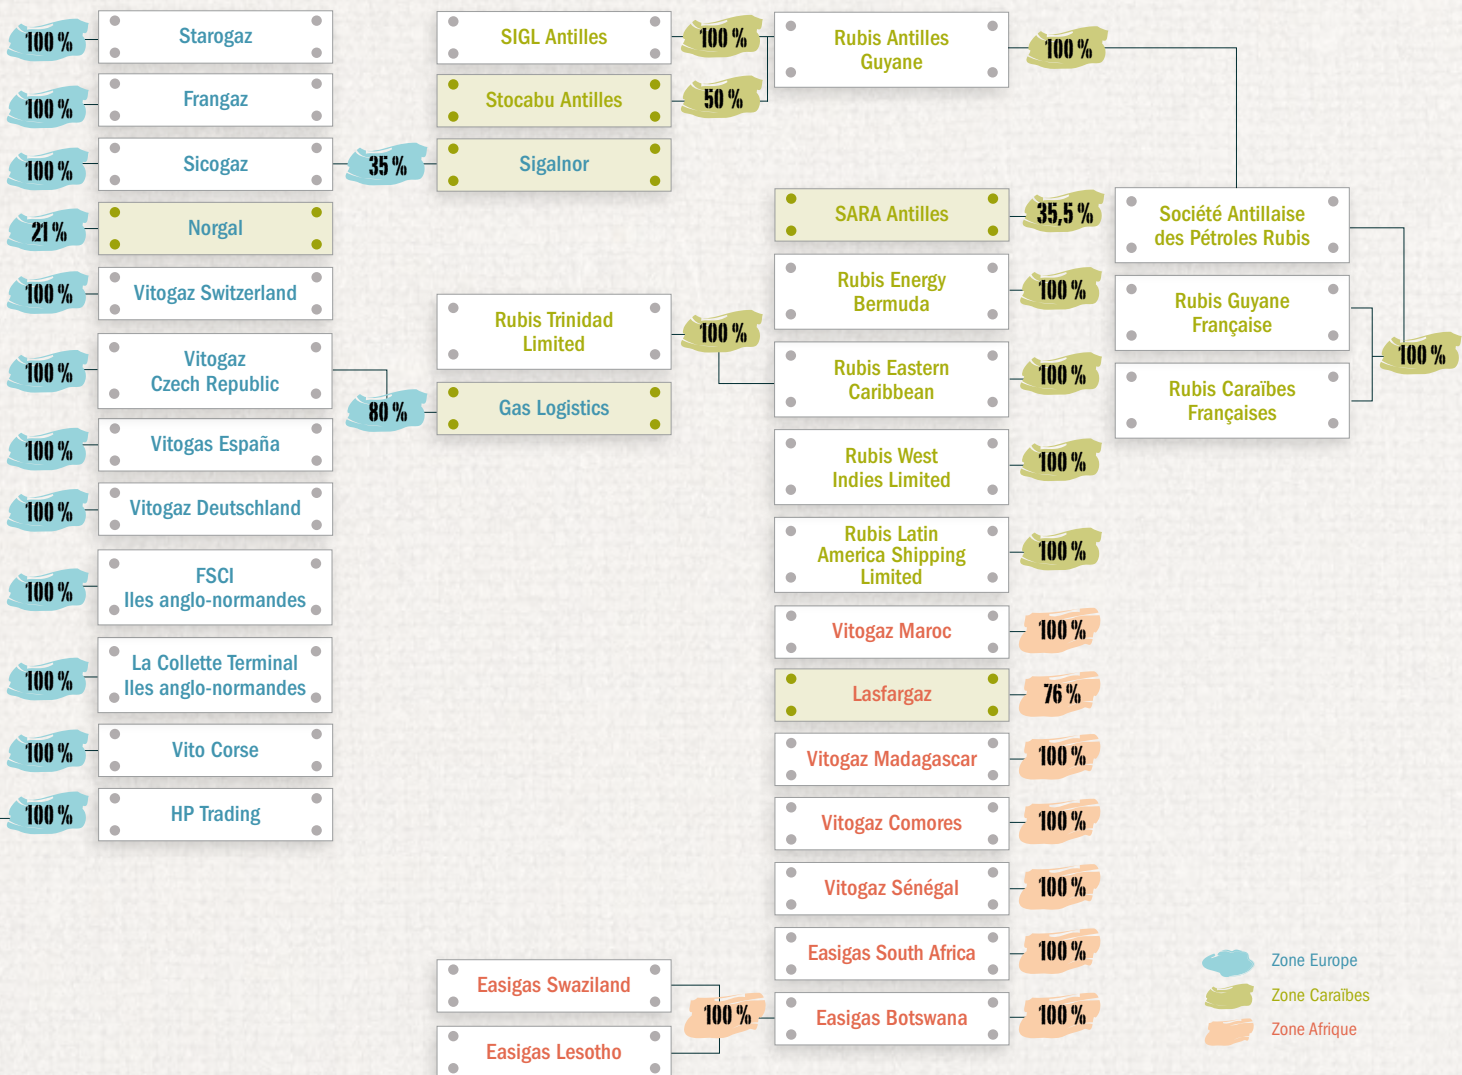 100 %
Starogaz
100 %
Frangaz
100 %
Sicogaz
35 %
Sigalnor
21 %
Norgal
100 %
Vitogaz Switzerland
100 %
Vitogaz
Czech Republic
80 %
Gas Logistics
100 %
Vitogas España
100 %
Vitogaz Deutschland
100 %
FSCI
Iles anglo-normandes
100 %
La Collette Terminal
Iles anglo-normandes
100 %
Vito Corse
100 %
HP Trading
SIGL Antilles
100 %
Stocabu Antilles
50 %
Rubis Antilles
Guyane
100 %
Rubis Trinidad
Limited
100 %
SARA Antilles
35,5 %
Rubis Energy
Bermuda
100 %
Rubis Eastern
Caribbean
100 %
Rubis West
Indies Limited
100 %
Rubis Latin
America Shipping
Limited
100 %
Vitogaz Maroc
100 %
Lasfargaz
76 %
Vitogaz Madagascar
100 %
Vitogaz Comores
100 %
Vitogaz Sénégal
100 %
Easigas South Africa
100 %
Easigas Swaziland
Easigas Lesotho
100 %
Easigas Botswana
100 %
Société Antillaise
des Pétroles Rubis
Rubis Guyane
Française
Rubis Caraïbes
Françaises
100 %
Zone Europe
Zone Caraïbes
Zone Afrique